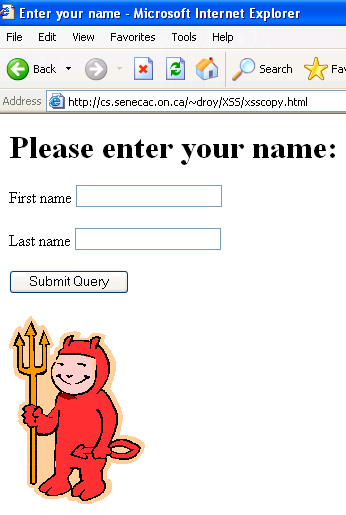 Enter your name - Microsoft Internet Explorer
File Edit View Favorites Tools Help
Back Search Favo
Address http://cs.senecac.on.ca/~droy/XSS/xsscopy.html
Please enter your name:
First name
Last name
Submit Query